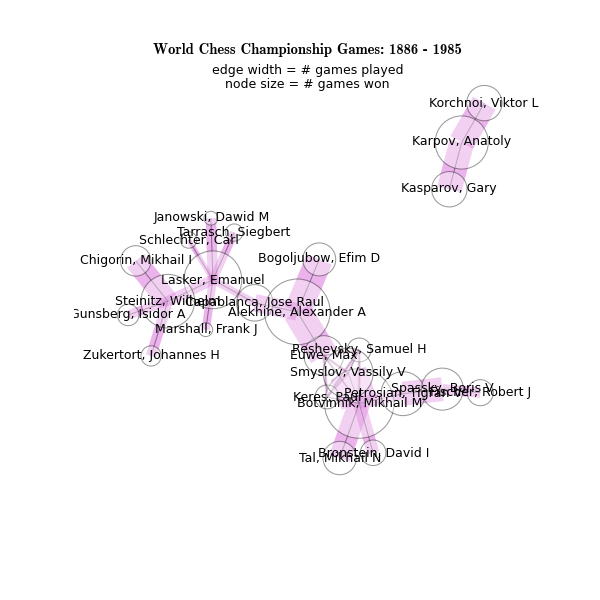 World Chess Championship Games: 1886 - 1985
edge width = # games played
node size = # games won
Korchnoi, Viktor L
Karpov, Anatoly
Kasparov, Gary
Janowski, Dawid M
Tarrasch, Siegbert
Schlechter, Carl
Bogoljubow, Efim D
Chigorin, Mikhail I
Lasker, Emanuel
Steinitz, Wilhelm
Capablanca, Jose Raul
Alekhine, Alexander A
Gunsberg, Isidor A
Marshall, Frank J
Reshevsky, Samuel H
Euwe, Max
Zukertort, Johannes H
Smyslov, Vassily V
Spassky, Boris V
Petrosian, Tigran V
Fischer, Robert J
Keres, Paul
Botvinnik, Mikhail M
Bronstein, David I
Tal, Mikhail N